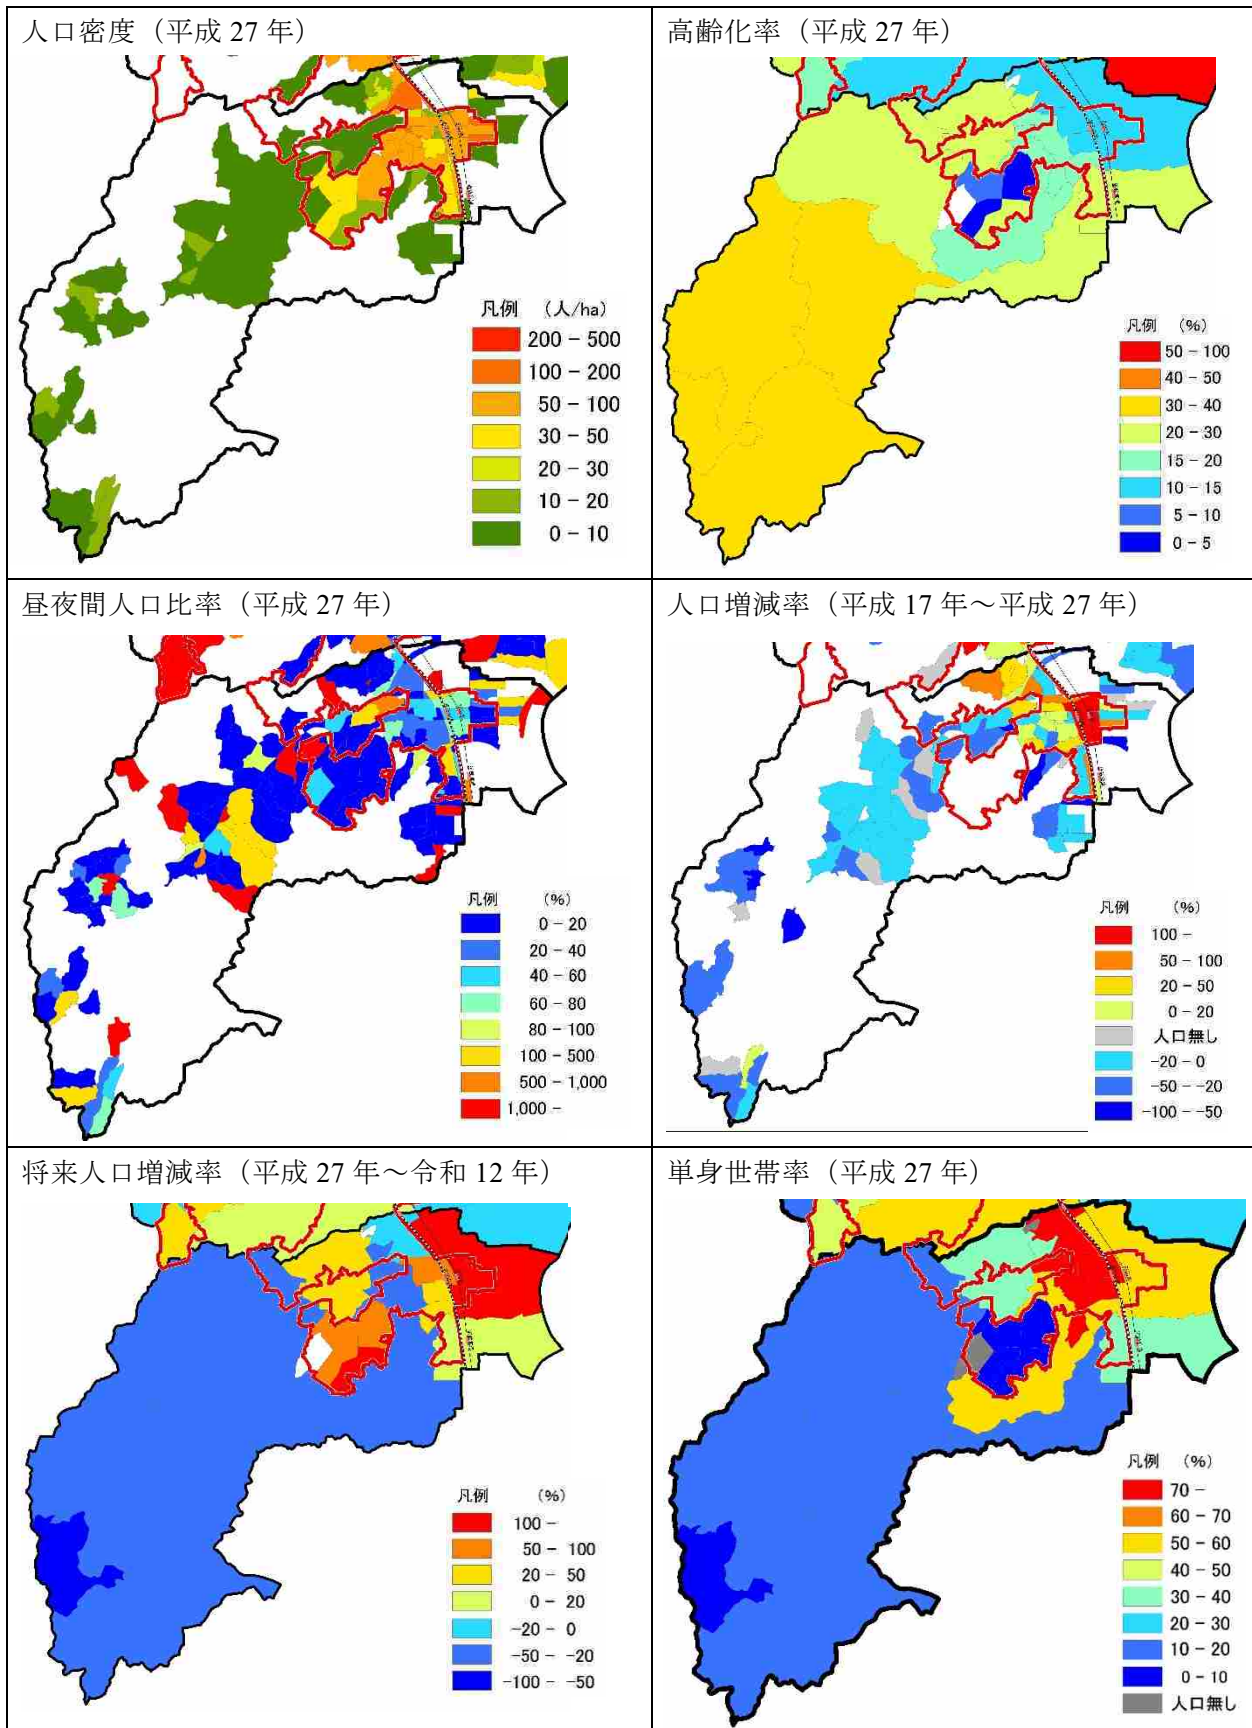 人口密度（平成 27 年）
凡例　（人/ha）
200 − 500
100 − 200
50 − 100
30 − 50
20 − 30
10 − 20
0 − 10
高齢化率（平成 27 年）
凡例　（%）
50 − 100
40 − 50
30 − 40
20 − 30
15 − 20
10 − 15
5 − 10
0 − 5
昼夜間人口比率（平成 27 年）
凡例　（%）
0 − 20
20 − 40
40 − 60
60 − 80
80 − 100
100 − 500
500 − 1,000
1,000 −
人口増減率（平成 17 年～平成 27 年）
凡例　（%）
100 −
50 − 100
20 − 50
0 − 20
人口無し
−20 − 0
−50 − −20
−100 − −50
将来人口増減率（平成 27 年～令和 12 年）
凡例　（%）
100 −
50 − 100
20 − 50
0 − 20
−20 − 0
−50 − −20
−100 − −50
単身世帯率（平成 27 年）
凡例　（%）
70 −
60 − 70
50 − 60
40 − 50
30 − 40
20 − 30
10 − 20
0 − 10
人口無し